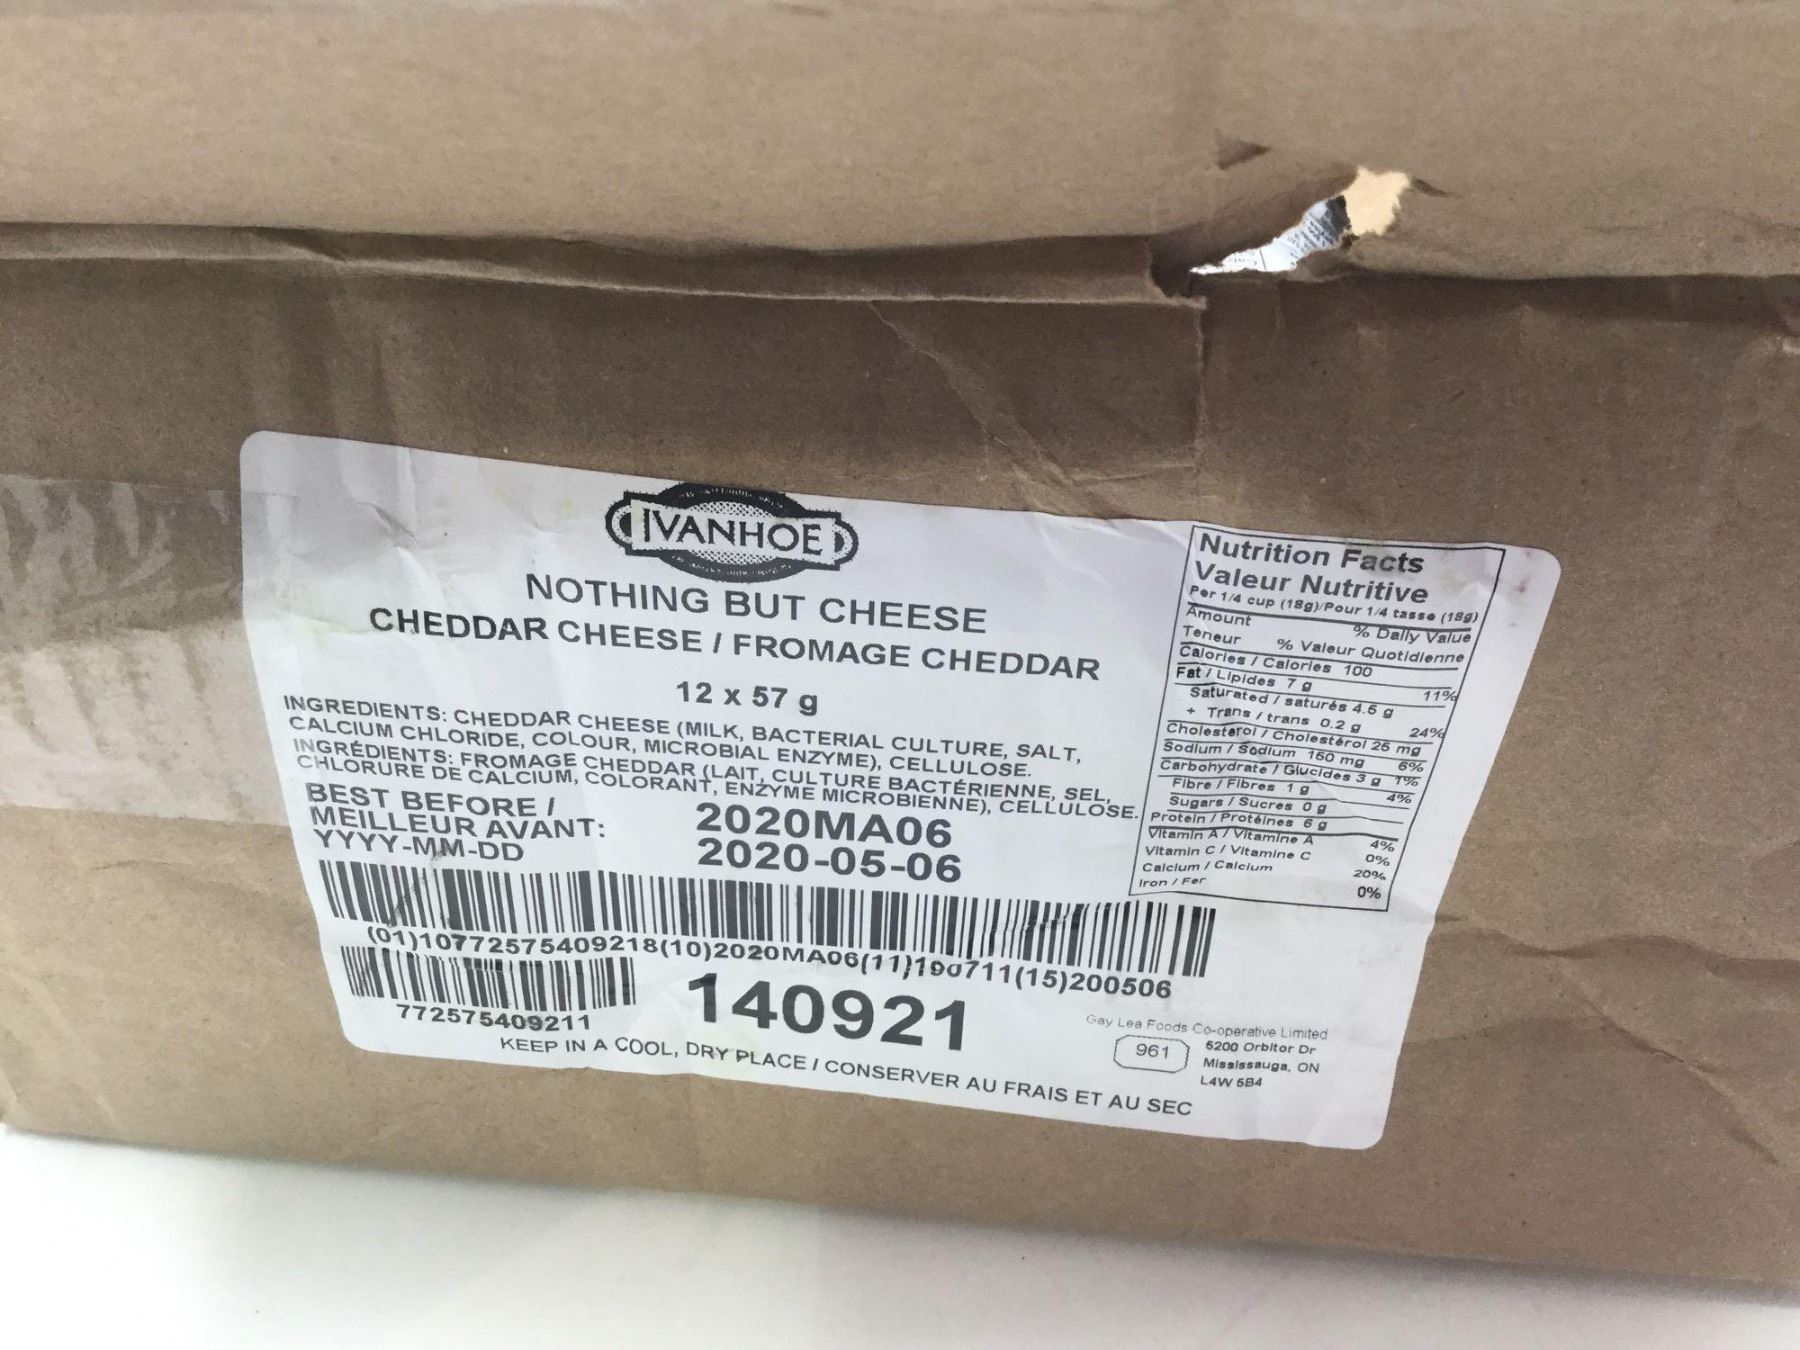 IVANHOE
NOTHING BUT CHEESE
CHEDDAR CHEESE / FROMAGE CHEDDAR
12 x 57 g
INGREDIENTS: CHEDDAR CHEESE (MILK, BACTERIAL CULTURE, SALT,
CALCIUM CHLORIDE, COLOUR, MICROBIAL ENZYME), CELLULOSE.
INGRÉDIENTS: FROMAGE CHEDDAR (LAIT, CULTURE BACTÉRIENNE, SEL,
CHLORURE DE CALCIUM, COLORANT, ENZYME MICROBIENNE), CELLULOSE.
BEST BEFORE /
MEILLEUR AVANT:
YYYY-MM-DD
2020MA06
2020-05-06
(01)10772575409218(10)2020MA06(11)190711(15)200506
772575409211
140921
KEEP IN A COOL, DRY PLACE / CONSERVER AU FRAIS ET AU SEC
Nutrition Facts
Valeur Nutritive
Per 1/4 cup (18g)/Pour 1/4 tasse (18g)
Amount % Daily Value
Teneur % Valeur Quotidienne
Calories / Calories 100
Fat / Lipides 7 g 11%
Saturated / saturés 4.5 g
+ Trans / trans 0.2 g 24%
Cholesterol / Cholestérol 25 mg
Sodium / Sodium 150 mg 6%
Carbohydrate / Glucides 3 g 1%
Fibre / Fibres 1 g 4%
Sugars / Sucres 0 g
Protein / Protéines 6 g
Vitamin A / Vitamine A 4%
Vitamin C / Vitamine C 0%
Calcium / Calcium 20%
Iron / Fer 0%
Gay Lea Foods Co-operative Limited
961
5200 Orbitor Dr
Mississauga, ON
L4W 5B4